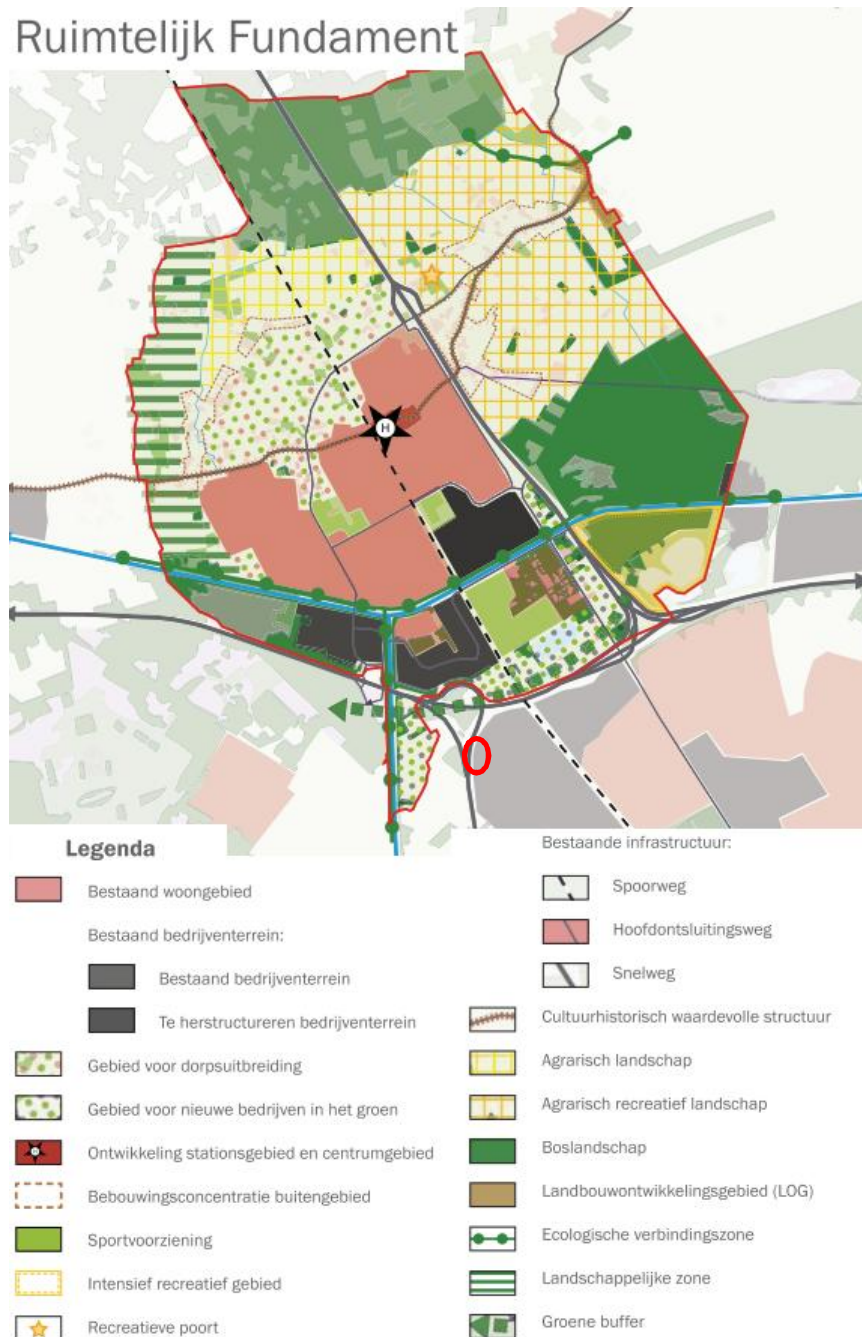 Ruimtelijk Fundament
H
Legenda
Bestaand woongebied
Bestaand bedrijventerrein:
Bestaand bedrijventerrein
Te herstructureren bedrijventerrein
Gebied voor dorpsuitbreiding
Gebied voor nieuwe bedrijven in het groen
H
Ontwikkeling stationsgebied en centrumgebied
Bebouwingsconcentratie buitengebied
Sportvoorziening
Intensief recreatief gebied
Recreatieve poort
Bestaande infrastructuur:
Spoorweg
Hoofdontsluitingsweg
Snelweg
Cultuurhistorisch waardevolle structuur
Agrarisch landschap
Agrarisch recreatief landschap
Boslandschap
Landbouwontwikkelingsgebied (LOG)
Ecologische verbindingszone
Landschappelijke zone
Groene buffer